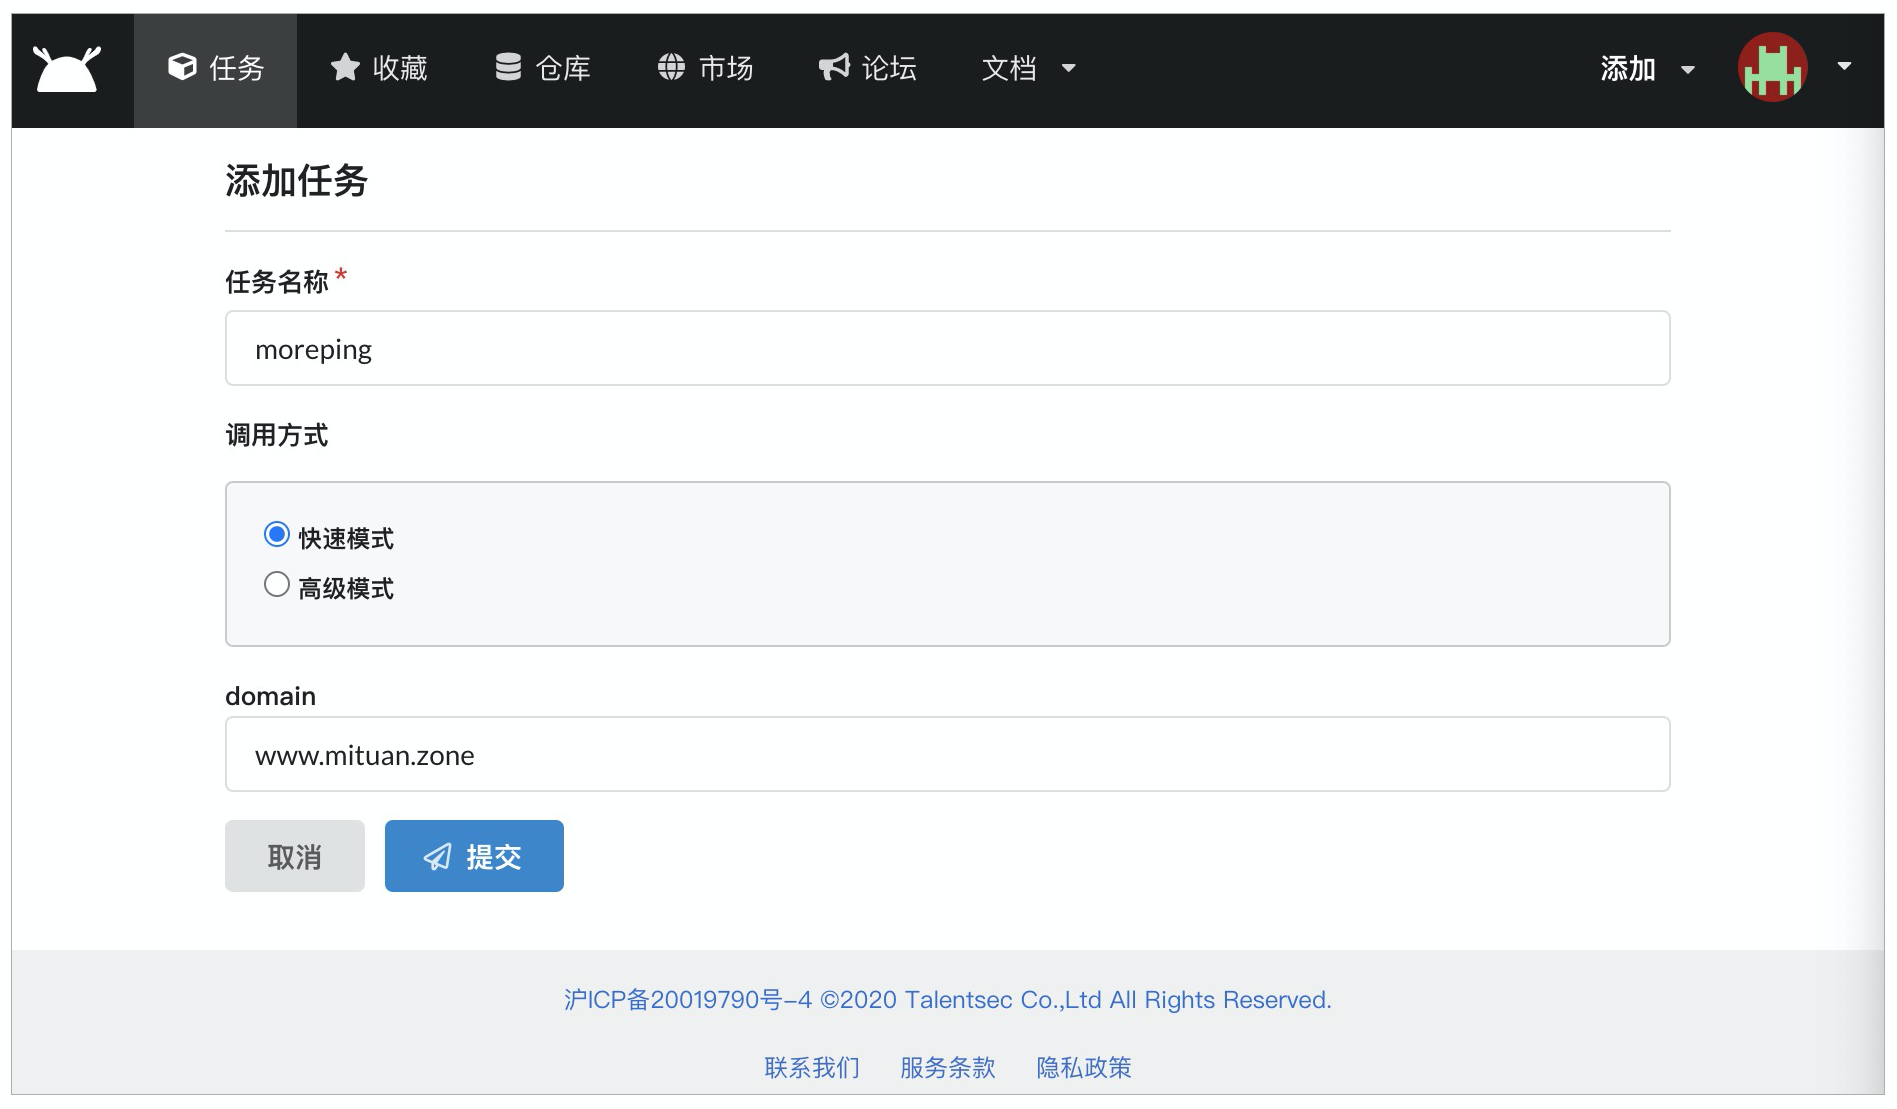 任务 收藏 仓库 市场 论坛 文档 添加
添加任务
任务名称*
moreping
调用方式
快速模式
高级模式
domain
www.mituan.zone
取消 提交
沪ICP备20019790号-4 ©2020 Talentsec Co.,Ltd All Rights Reserved.
联系我们 服务条款 隐私政策